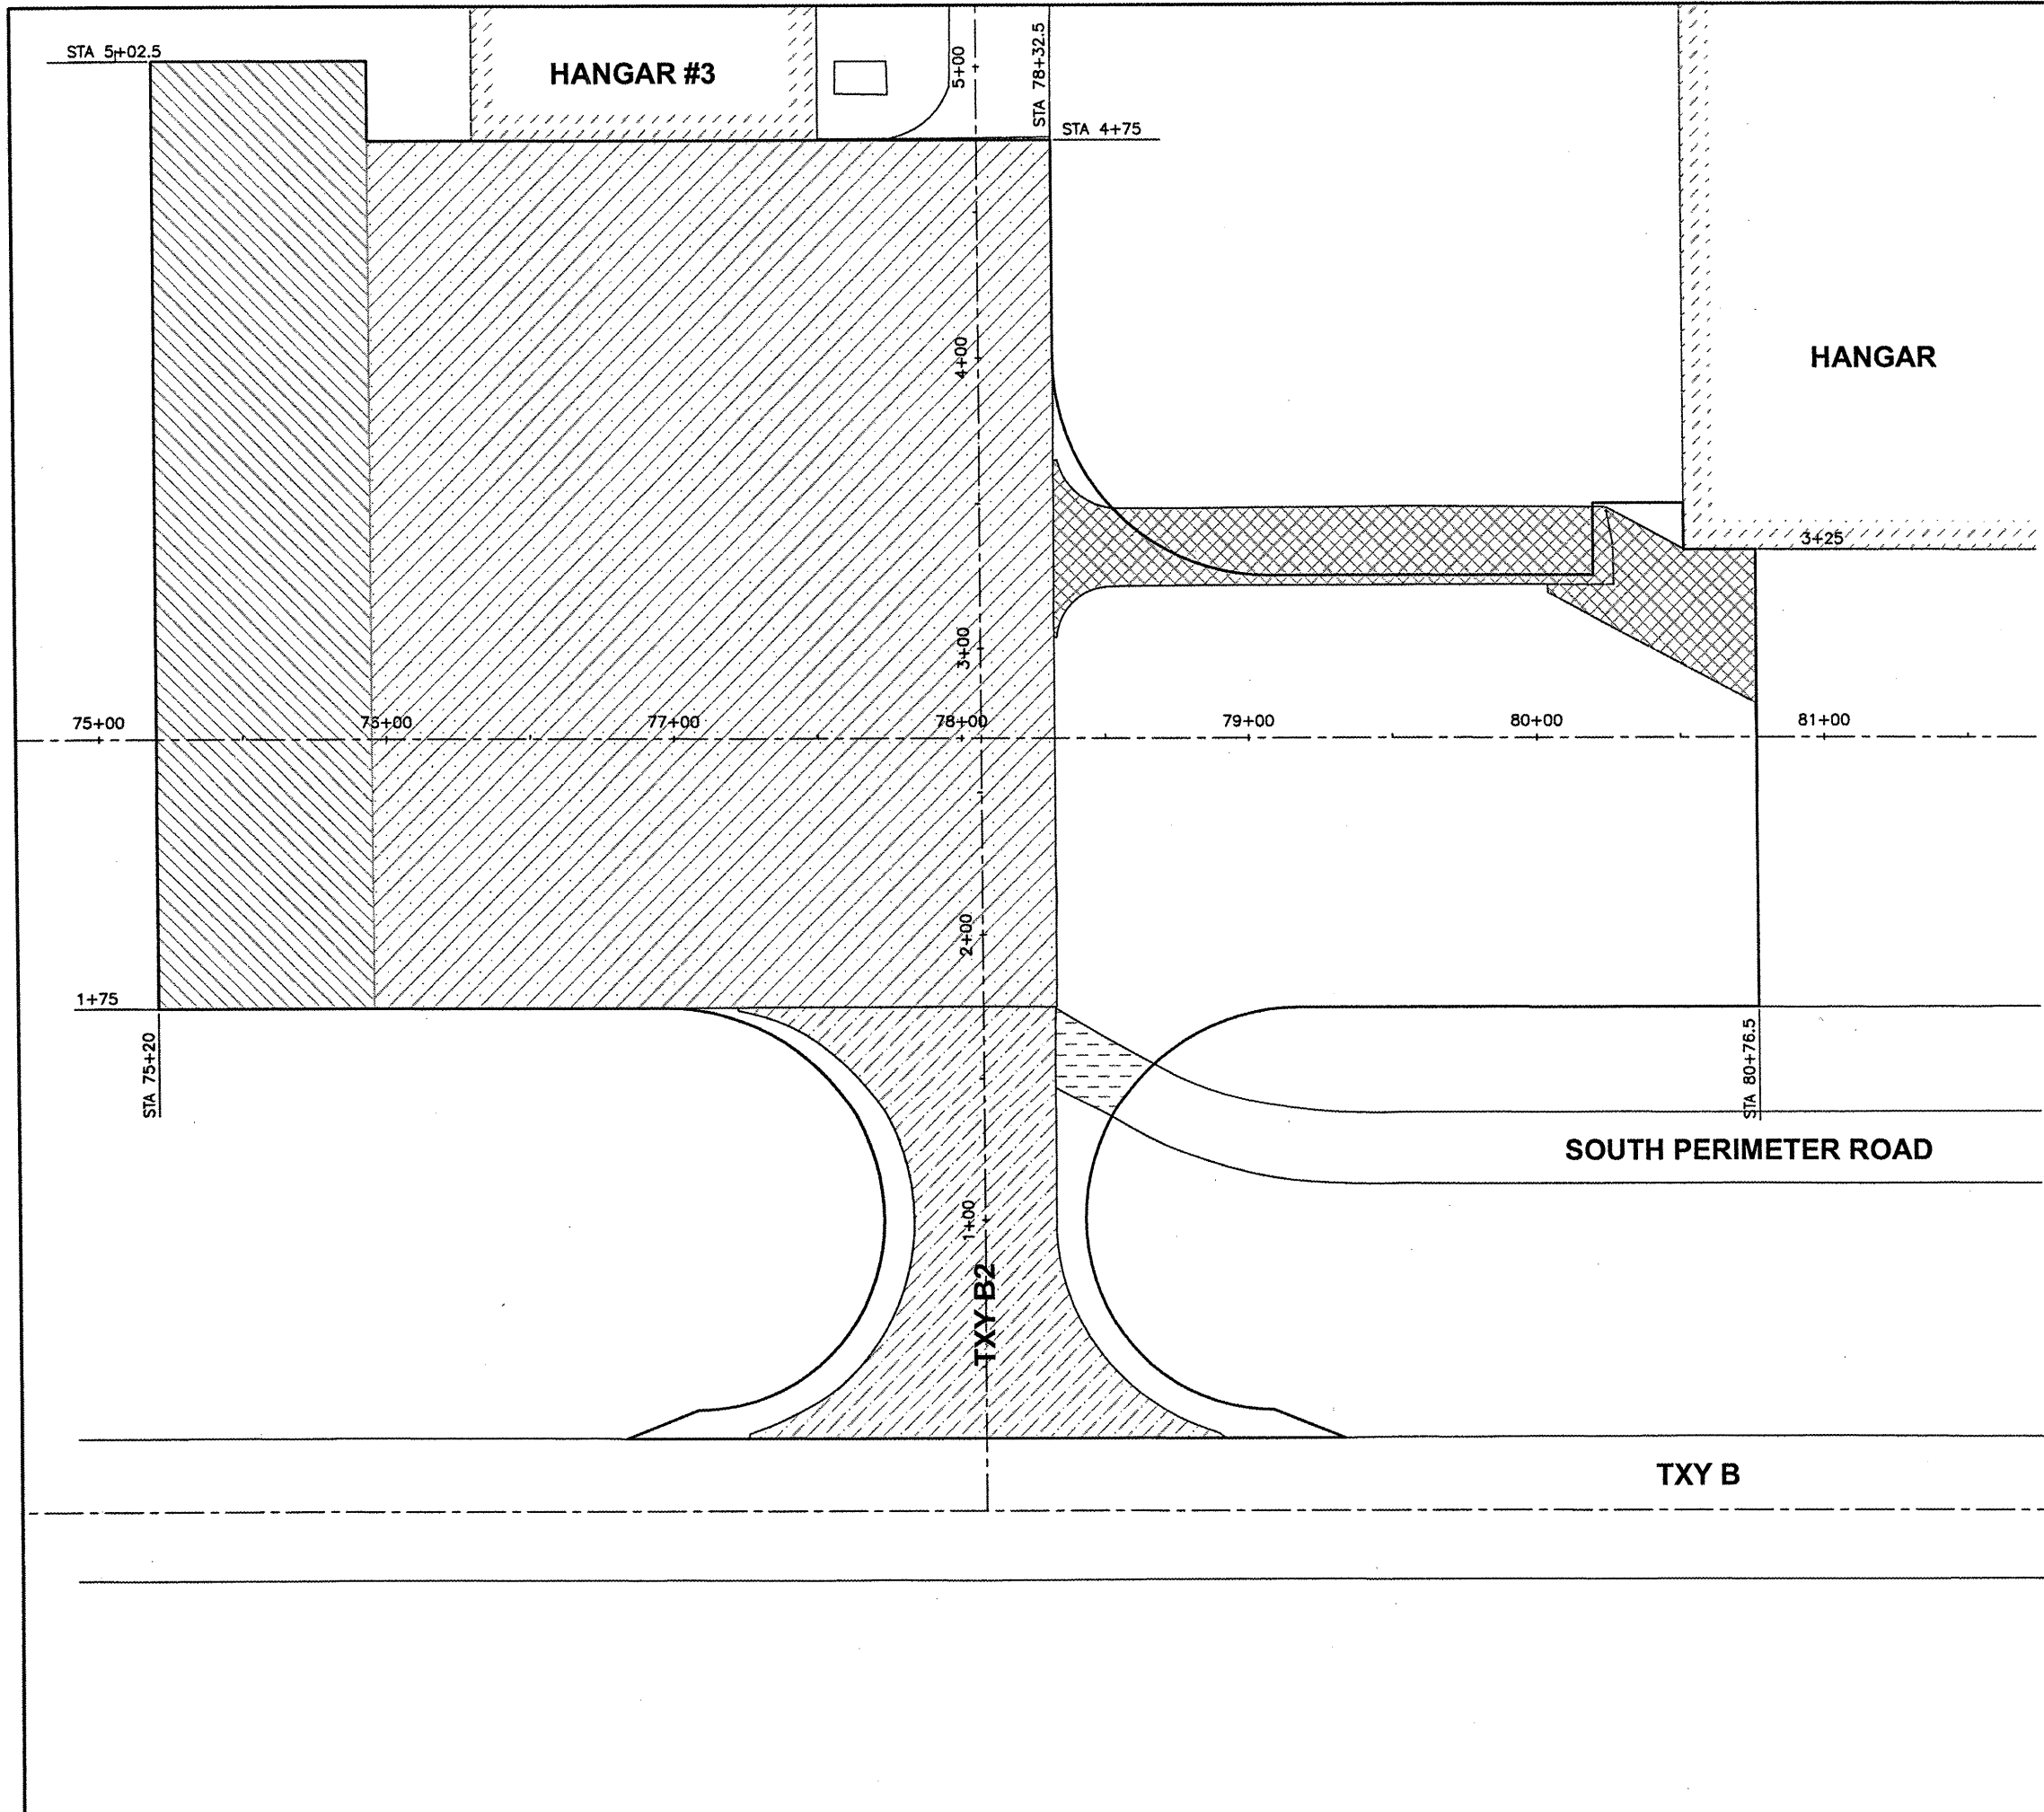 STA 5+02.5
HANGAR #3
5+00
STA 78+32.5
STA 4+75
4+00
HANGAR
3+25
3+00
75+00
76+00
77+00
78+00
79+00
80+00
81+00
2+00
1+75
STA 75+20
STA 80+76.5
SOUTH PERIMETER ROAD
1+00
TXY B2
TXY B